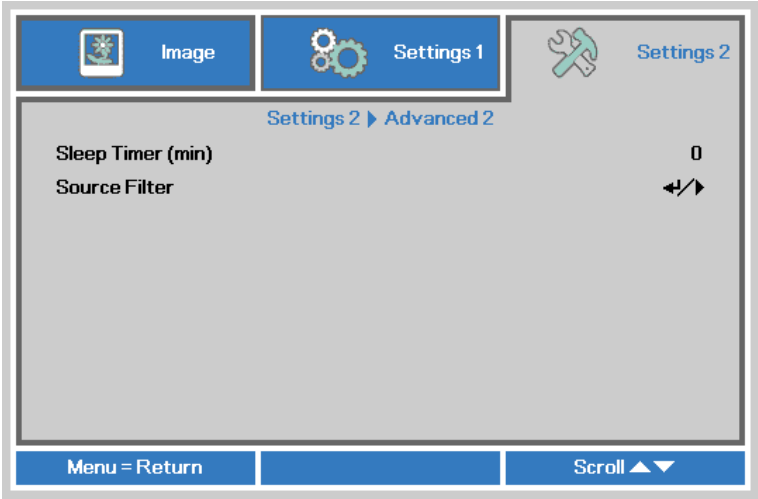 Image
Settings 1
Settings 2
Settings 2 ▶ Advanced 2
Sleep Timer (min) 0
Source Filter ↵/▶
Menu = Return
Scroll ▲▼